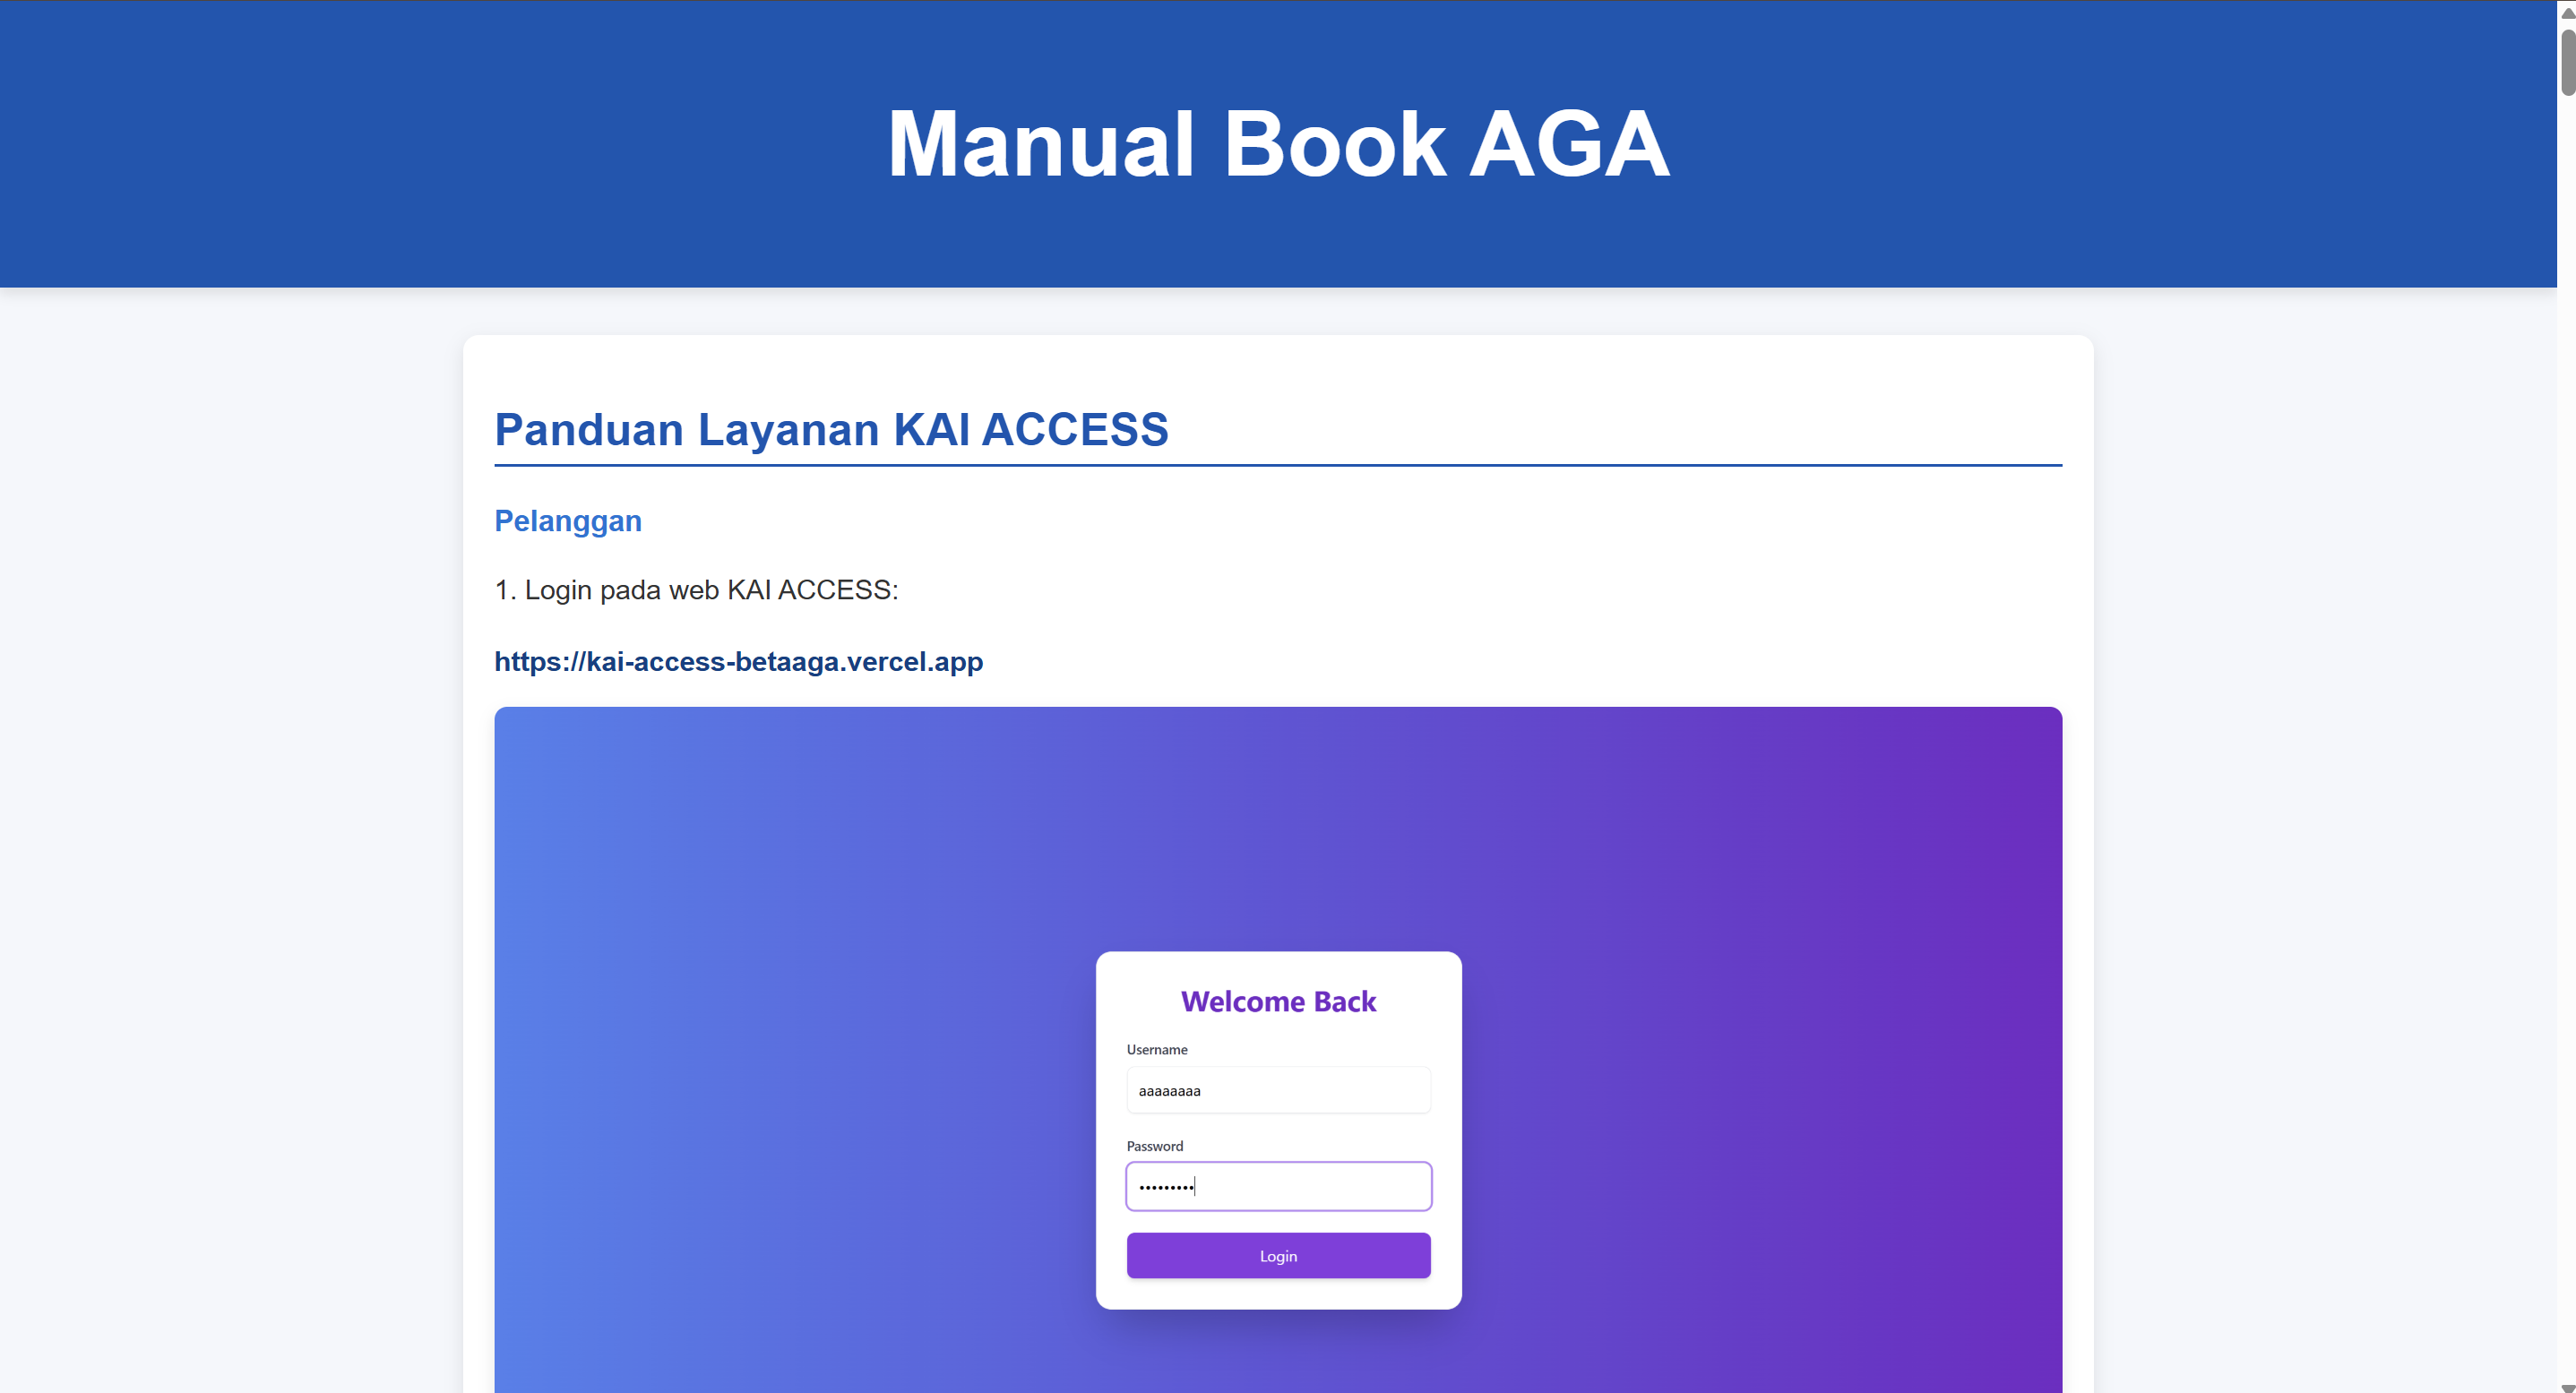 Manual Book AGA
Panduan Layanan KAI ACCESS
Pelanggan
1. Login pada web KAI ACCESS:
https://kai-access-betaaga.vercel.app
Welcome Back
Username
aaaaaaaa
Password
•••••••••
Login